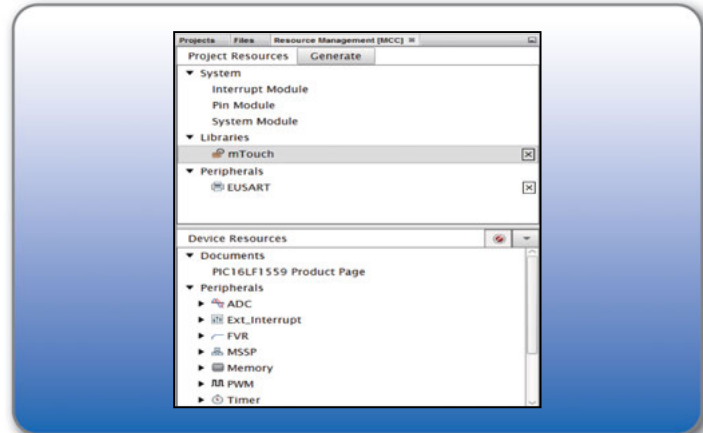 Projects Files Resource Management [MCC]
Project Resources Generate
System
Interrupt Module
Pin Module
System Module
Libraries
mTouch
Peripherals
EUSART
Device Resources
Documents
PIC16LF1559 Product Page
Peripherals
ADC
Ext_Interrupt
FVR
MSSP
Memory
PWM
Timer